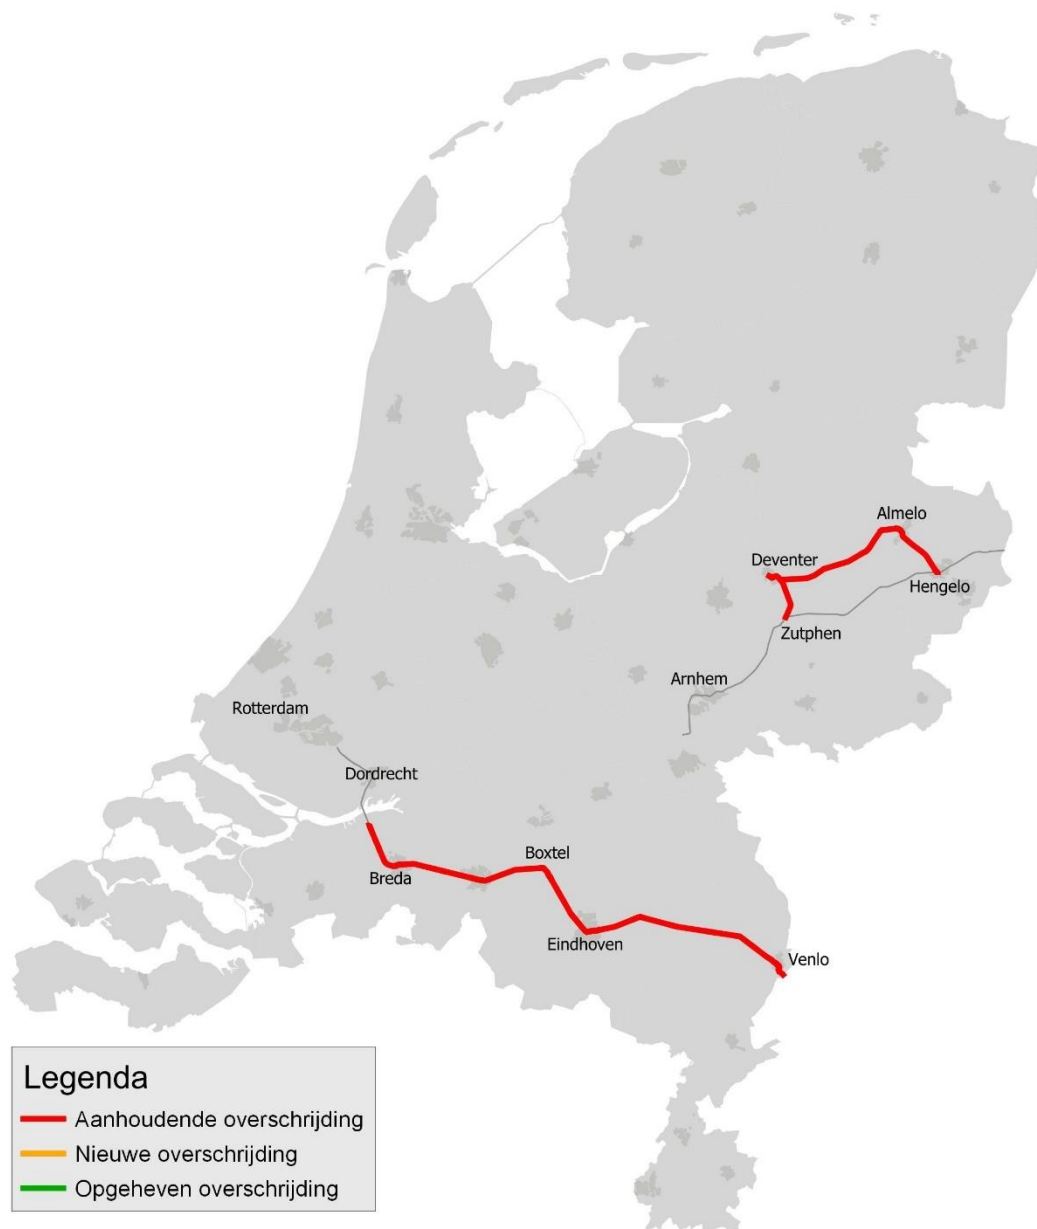 Almelo
Deventer
Hengelo
Zutphen
Arnhem
Rotterdam
Dordrecht
Boxtel
Breda
Eindhoven
Venlo
Legenda
Aanhoudende overschrijding
Nieuwe overschrijding
Opgeheven overschrijding